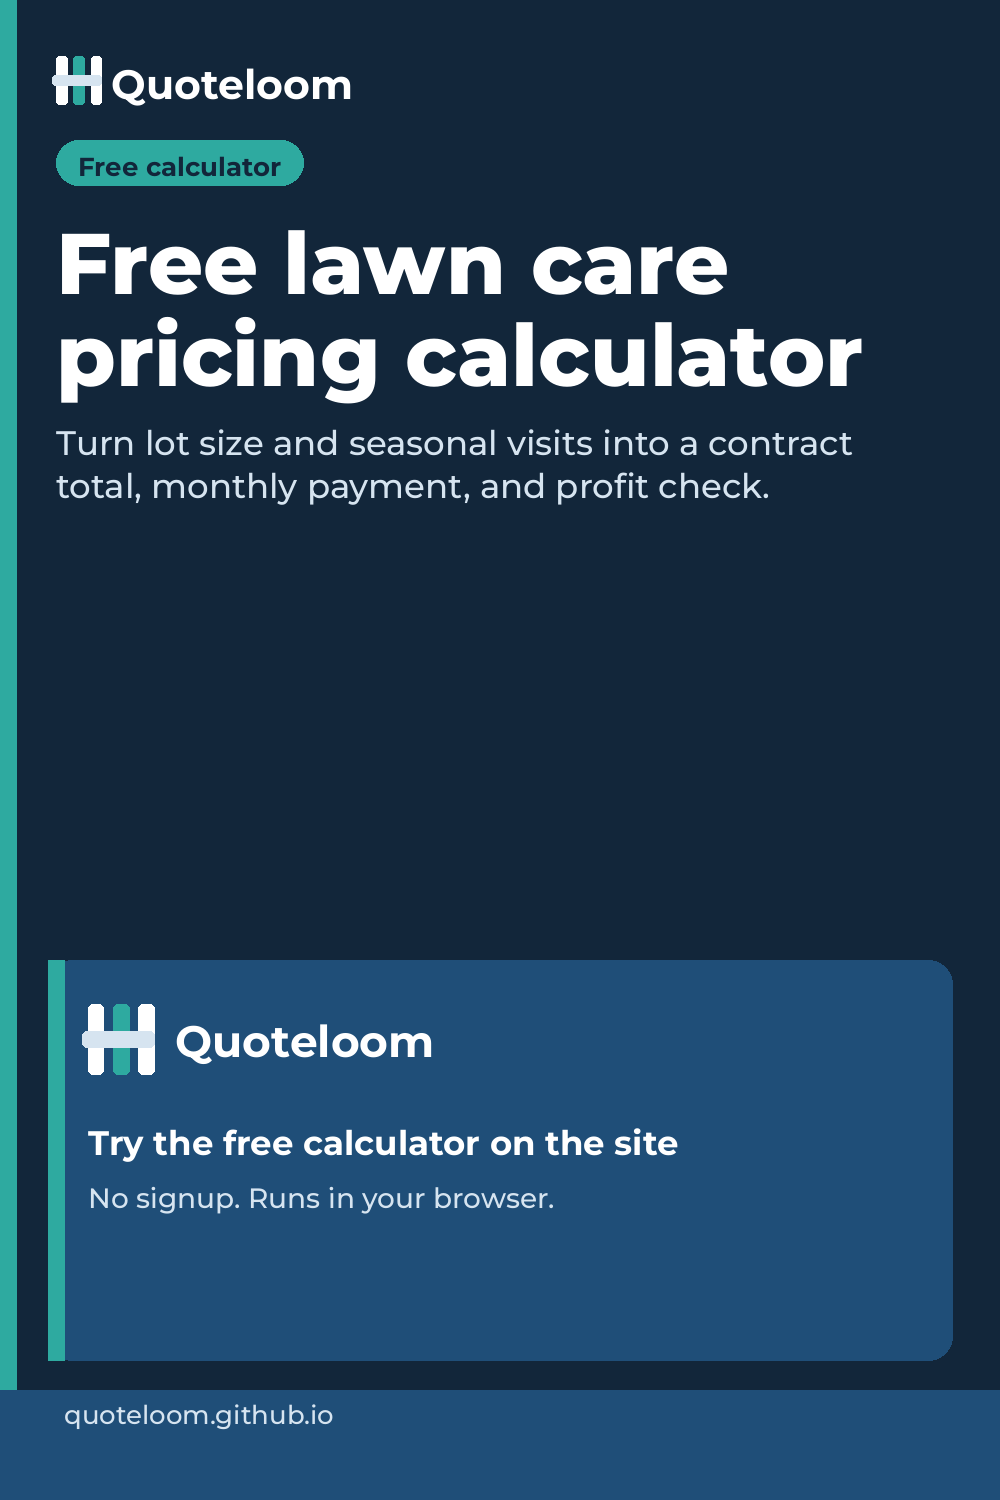 Quoteloom
Free calculator
Free lawn care
pricing calculator
Turn lot size and seasonal visits into a contract
total, monthly payment, and profit check.
Quoteloom
Try the free calculator on the site
No signup. Runs in your browser.
quoteloom.github.io